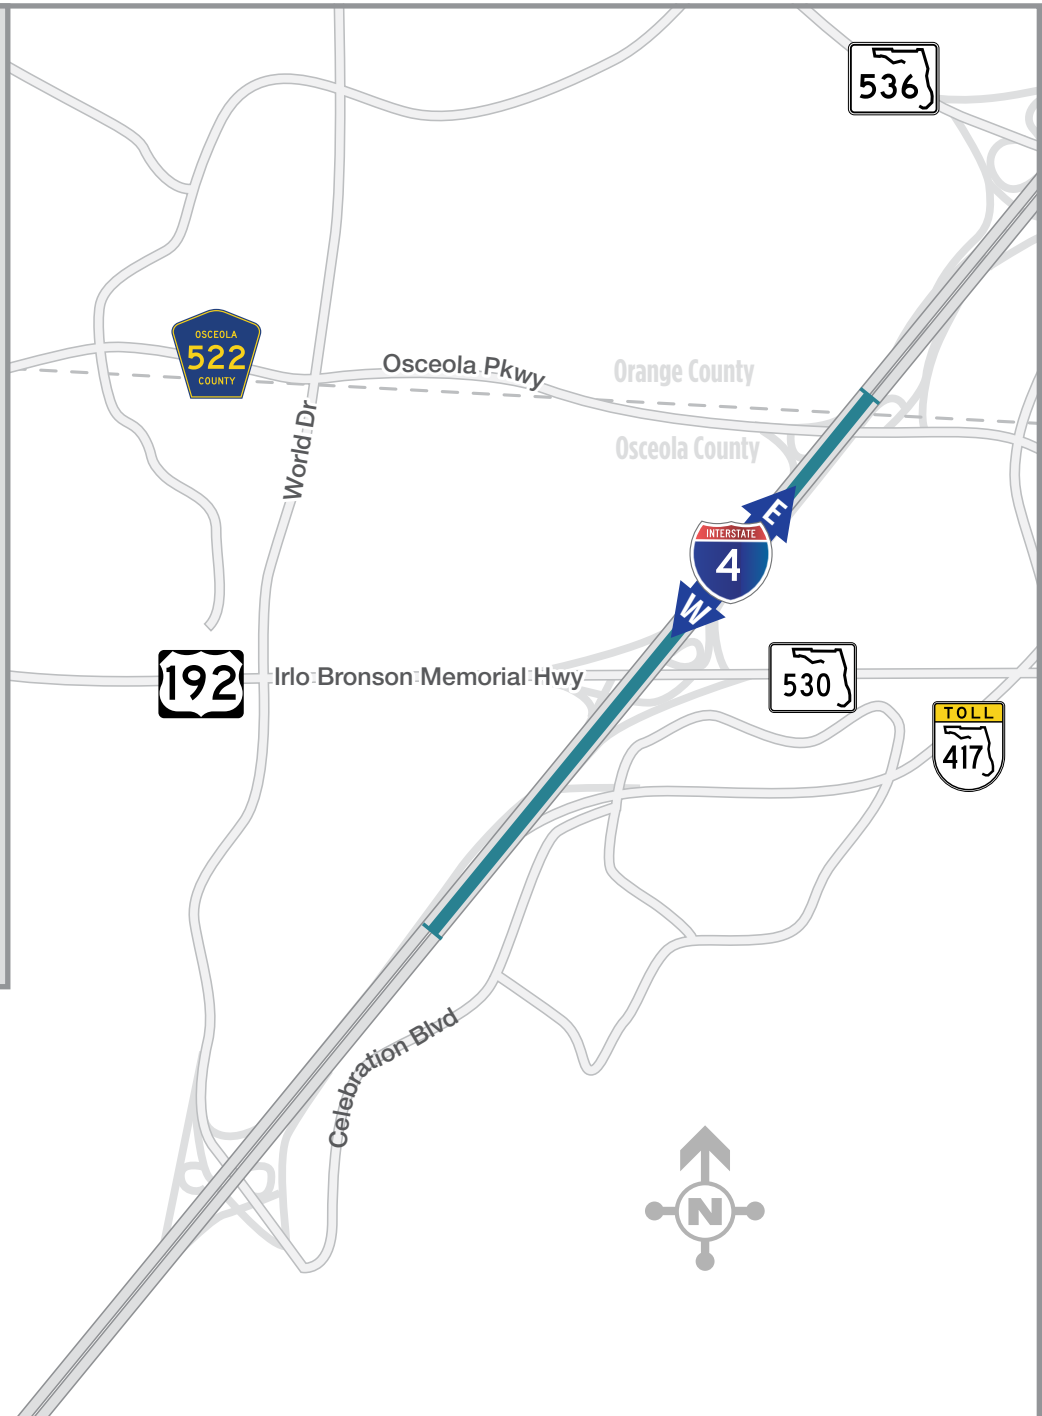 536
OSCEOLA
522
COUNTY
Osceola Pkwy
Orange County
Osceola County
World Dr
E
INTERSTATE
4
W
192
Irlo Bronson Memorial Hwy
530
TOLL
417
Celebration Blvd
N